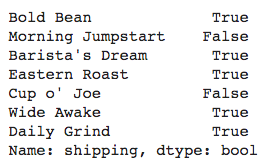 Bold Bean            True
Morning Jumpstart    False
Barista's Dream      True
Eastern Roast        True
Cup o' Joe           False
Wide Awake           True
Daily Grind          True
Name: shipping, dtype: bool